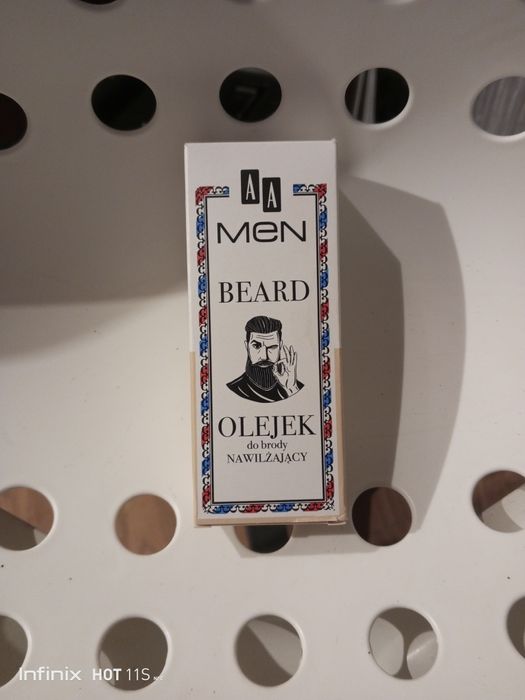 AA
MEN
BEARD
OLEJEK
do brody
NAWILŻAJĄCY
Infinix HOT 11S